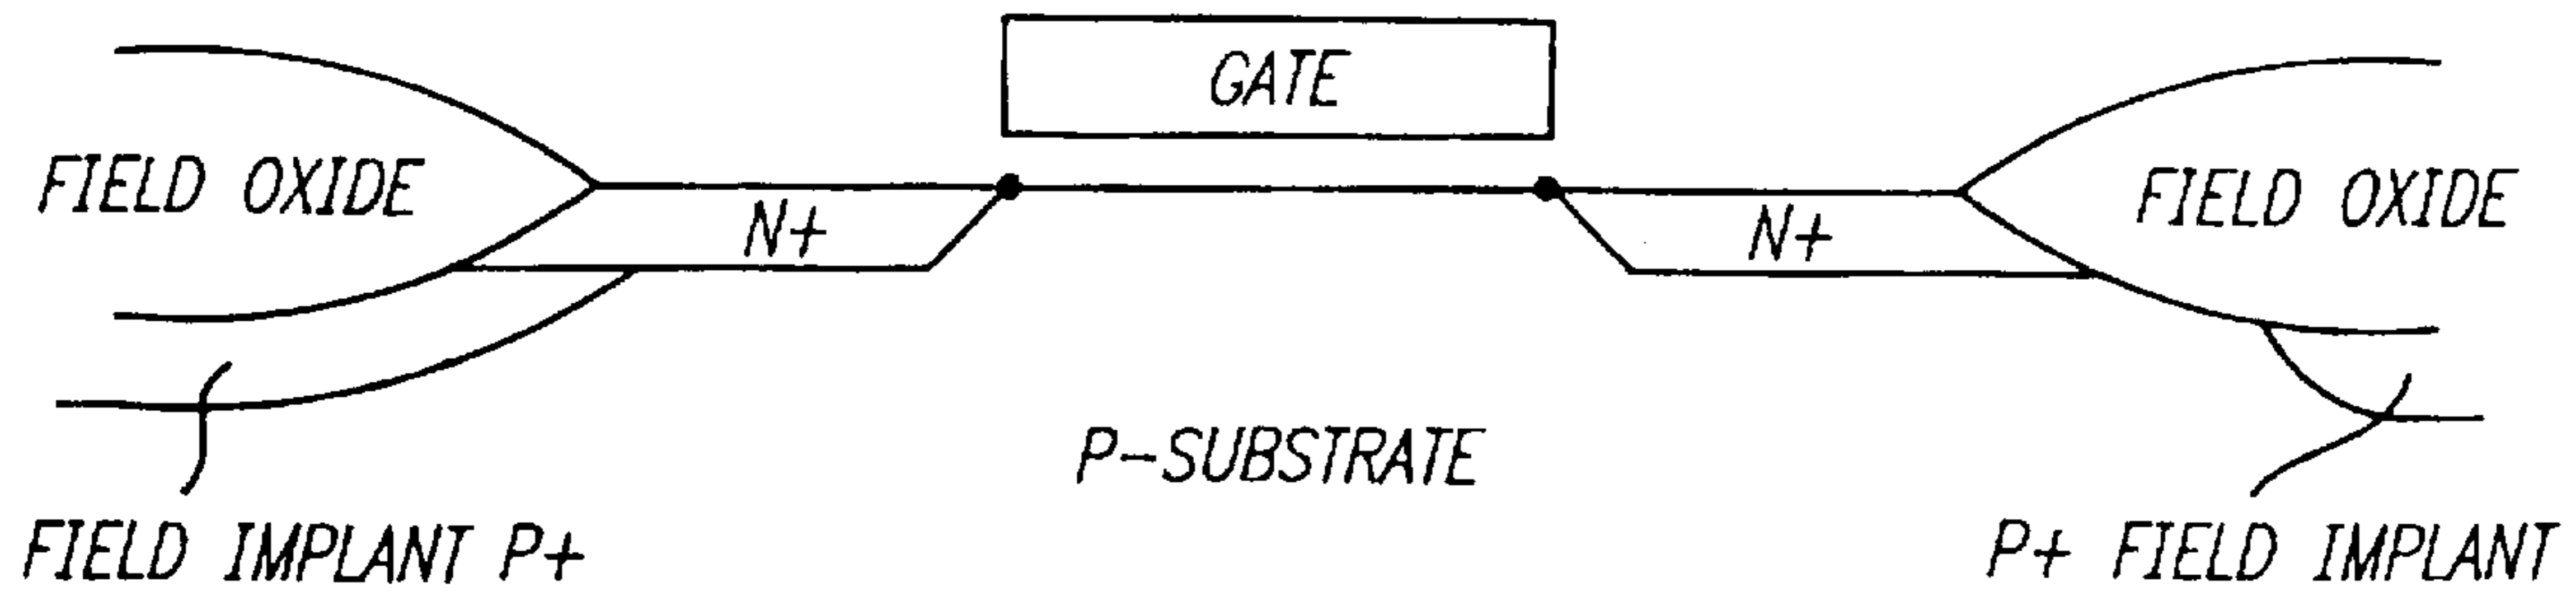 GATE
FIELD OXIDE
N+
N+
FIELD OXIDE
P-SUBSTRATE
FIELD IMPLANT P+
P+ FIELD IMPLANT